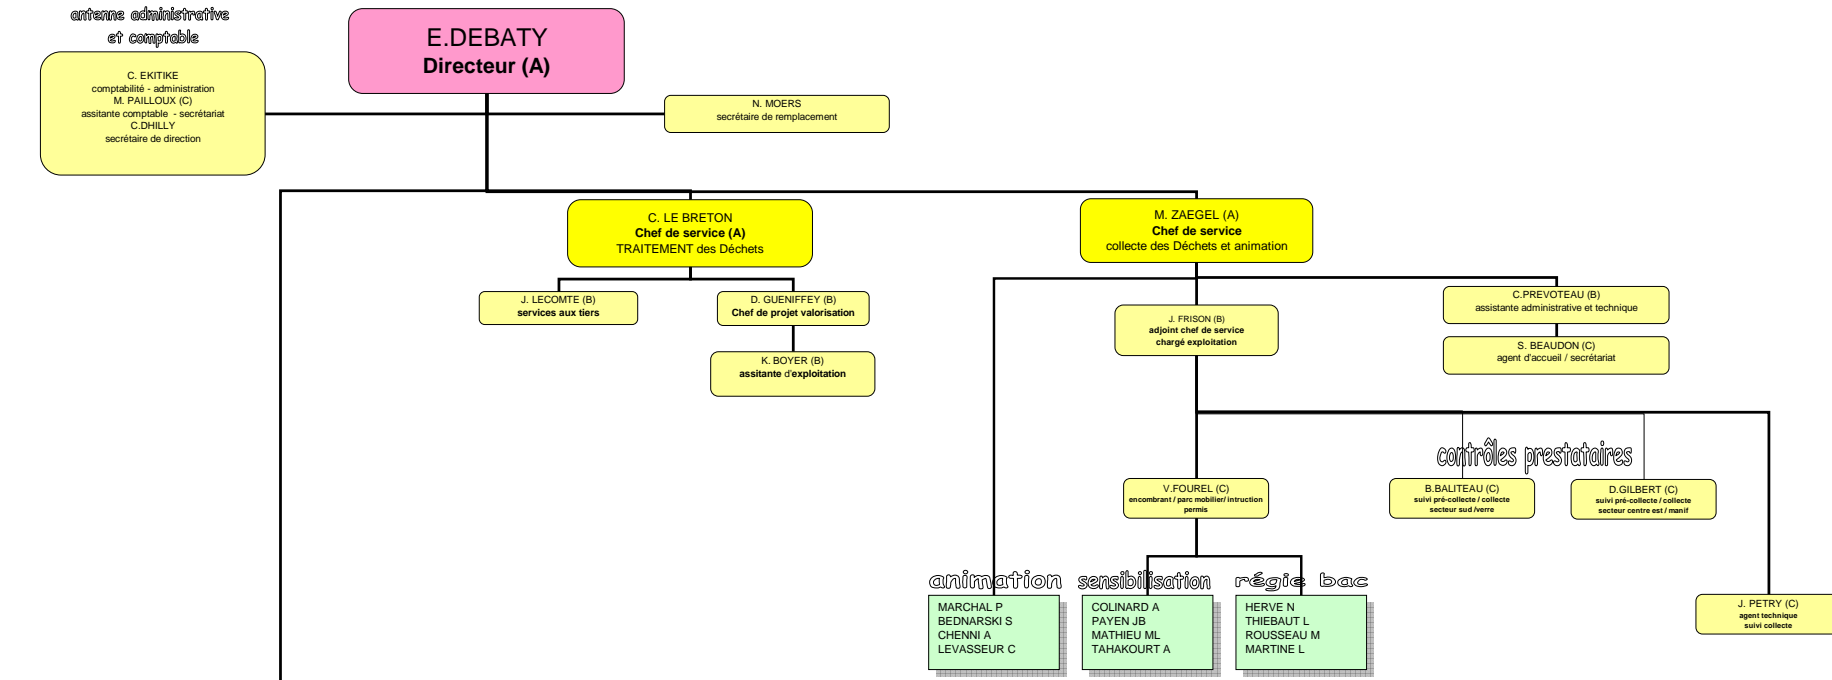 antenne administrative
et comptable
C. EKITIKE
comptabilité - administration
M. PAILLOUX (C)
assitante comptable - secrétariat
C.DHILLY
secrétaire de direction
E.DEBATY
Directeur (A)
N. MOERS
secrétaire de remplacement
C. LE BRETON
Chef de service (A)
TRAITEMENT des Déchets
M. ZAEGEL (A)
Chef de service
collecte des Déchets et animation
J. LECOMTE (B)
services aux tiers
D. GUENIFFEY (B)
Chef de projet valorisation
K. BOYER (B)
assitante d'exploitation
J. FRISON (B)
adjoint chef de service
chargé exploitation
C.PREVOTEAU (B)
assistante administrative et technique
S. BEAUDON (C)
agent d'accueil / secrétariat
contrôles prestataires
V.FOUREL (C)
encombrant / parc mobilier/ intruction
permis
B.BALITEAU (C)
suivi pré-collecte / collecte
secteur sud /verre
D.GILBERT (C)
suivi pré-collecte / collecte
secteur centre est / manif
animation
MARCHAL P
BEDNARSKI S
CHENNI A
LEVASSEUR C
sensibilisation
COLINARD A
PAYEN JB
MATHIEU ML
TAHAKOURT A
régie bac
HERVE N
THIEBAUT L
ROUSSEAU M
MARTINE L
J. PETRY (C)
agent technique
suivi collecte